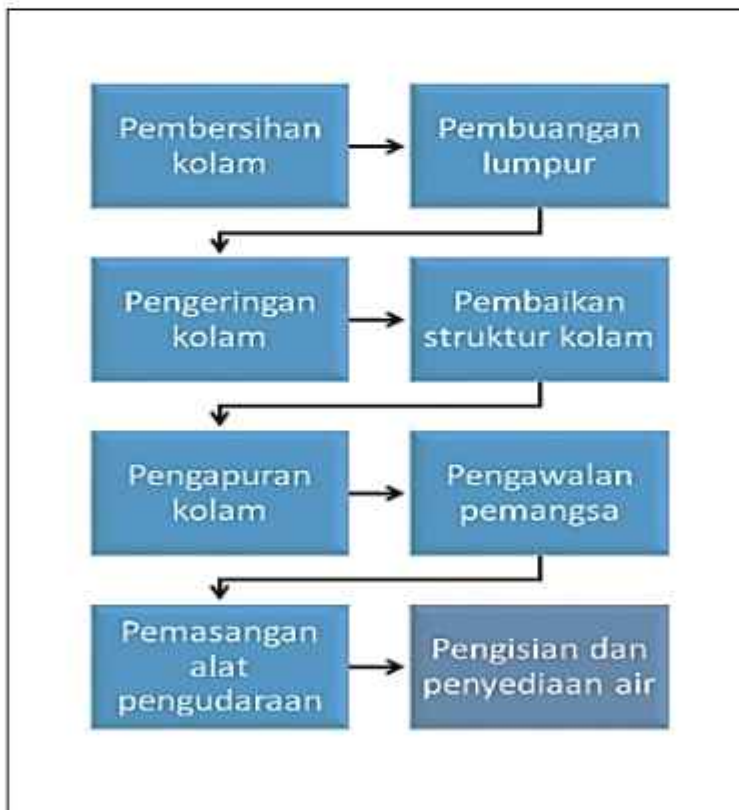 Pembersihan
kolam
Pembuangan
lumpur
Pengeringan
kolam
Pembaikan
struktur kolam
Pengapuran
kolam
Pengawalan
pemangsa
Pemasangan
alat
pengudaraan
Pengisian dan
penyediaan air